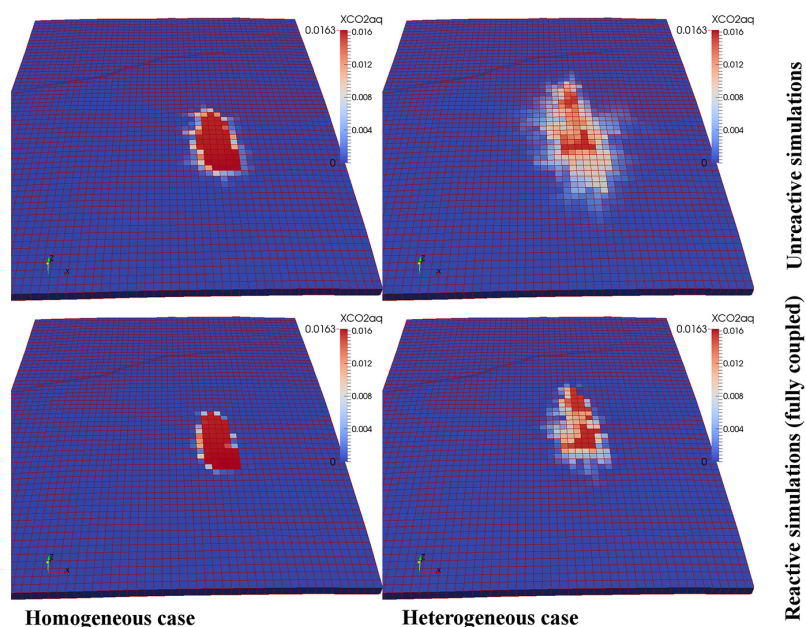 XCO2aq
0.0163
0.016
0.012
0.008
0.004
0
XCO2aq
0.0163
0.016
0.012
0.008
0.004
0
Unreactive simulations
XCO2aq
0.0163
0.016
0.012
0.008
0.004
0
XCO2aq
0.0163
0.016
0.012
0.008
0.004
0
Reactive simulations (fully coupled)
Z
X
Z
X
Z
X
Z
X
Homogeneous case
Heterogeneous case